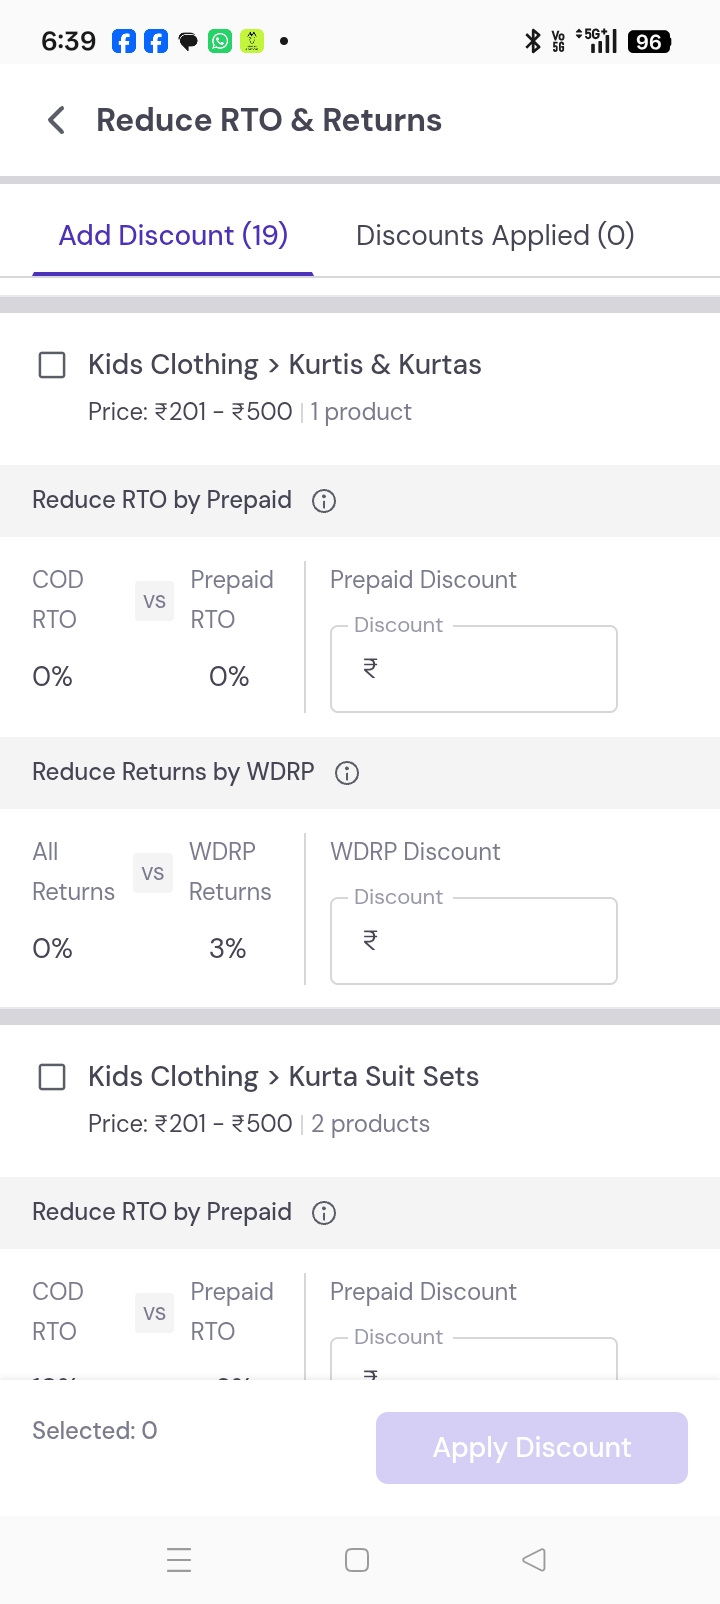 6:39
Vo 5G
5G+
96
Reduce RTO & Returns
Add Discount (19) Discounts Applied (0)
Kids Clothing > Kurtis & Kurtas
Price: ₹201 - ₹500 | 1 product
Reduce RTO by Prepaid
COD RTO VS Prepaid RTO Prepaid Discount
Discount
₹
0% 0%
Reduce Returns by WDRP
All Returns VS WDRP Returns WDRP Discount
Discount
₹
0% 3%
Kids Clothing > Kurta Suit Sets
Price: ₹201 - ₹500 | 2 products
Reduce RTO by Prepaid
COD RTO VS Prepaid RTO Prepaid Discount
Discount
₹
Selected: 0
Apply Discount